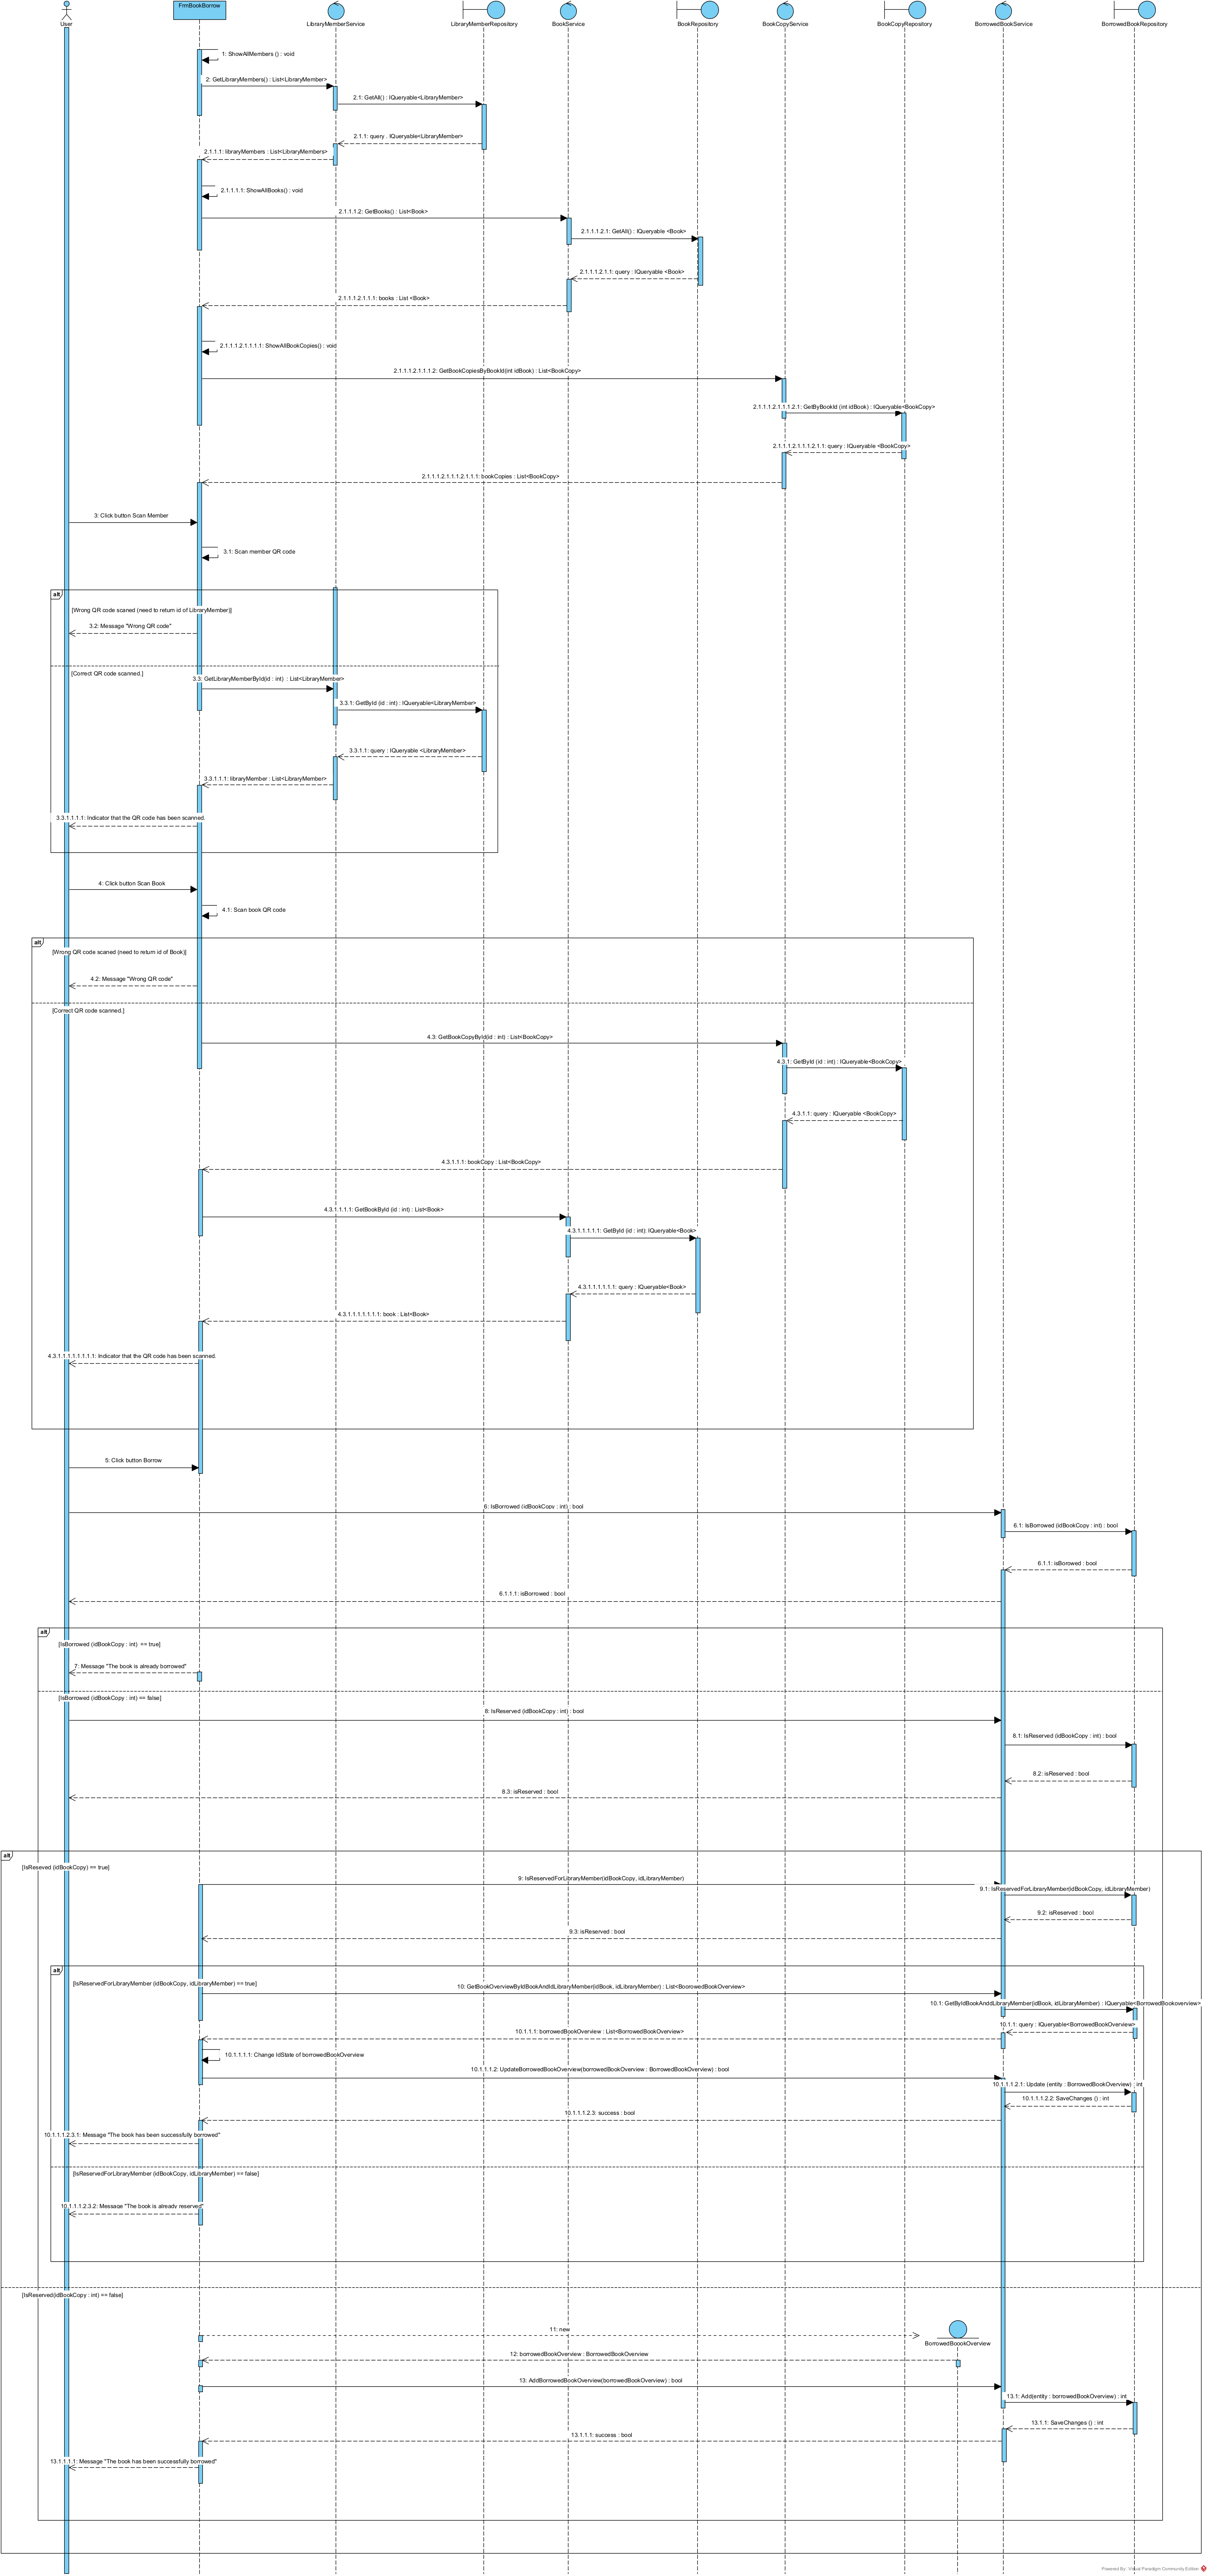 User
FrmBookBorrow
LibraryMemberService
LibraryMemberRepository
BookService
BookRepository
BookCopyService
BookCopyRepository
BorrowedBookService
BorrowedBookRepository
1: ShowAllMembers () : void
2: GetLibraryMembers() : List<LibraryMember>
2.1: GetAll() : IQueryable<LibraryMember>
2.1.1: query . IQueryable<LibraryMember>
2.1.1.1: libraryMembers : List<LibraryMembers>
2.1.1.1.1: ShowAllBooks() : void
2.1.1.1.2: GetBooks() : List<Book>
2.1.1.1.2.1: GetAll() : IQueryable <Book>
2.1.1.1.2.1.1: query : IQueryable <Book>
2.1.1.1.2.1.1.1: books : List <Book>
2.1.1.1.2.1.1.1.1: ShowAllBookCopies() : void
2.1.1.1.2.1.1.1.2: GetBookCopiesByBookId(int idBook) : List<BookCopy>
2.1.1.1.2.1.1.1.2.1: GetByBookId (int idBook) : IQueryable<BookCopy>
2.1.1.1.2.1.1.1.2.1.1: query : IQueryable <BookCopy>
2.1.1.1.2.1.1.1.2.1.1.1: bookCopies : List<BookCopy>
3: Click button Scan Member
3.1: Scan member QR code
alt
[Wrong QR code scaned (need to return id of LibraryMember)]
3.2: Message "Wrong QR code"
[Correct QR code scanned.]
3.3: GetLibraryMemberById(id : int) : List<LibraryMember>
3.3.1: GetById (id : int) : IQueryable<LibraryMember>
3.3.1.1: query : IQueryable <LibraryMember>
3.3.1.1.1: libraryMember : List<LibraryMember>
3.3.1.1.1.1: Indicator that the QR code has been scanned.
4: Click button Scan Book
4.1: Scan book QR code
alt
[Wrong QR code scaned (need to return id of Book)]
4.2: Message "Wrong QR code"
[Correct QR code scanned.]
4.3: GetBookCopyById(id : int) : List<BookCopy>
4.3.1: GetById (id : int) : IQueryable<BookCopy>
4.3.1.1: query : IQueryable <BookCopy>
4.3.1.1.1: bookCopy : List<BookCopy>
4.3.1.1.1.1: GetBookById (id : int) : List<Book>
4.3.1.1.1.1.1: GetById (id : int): IQueryable<Book>
4.3.1.1.1.1.1.1: query : IQueryable<Book>
4.3.1.1.1.1.1.1.1: book : List<Book>
4.3.1.1.1.1.1.1.1.1: Indicator that the QR code has been scanned.
5: Click button Borrow
6: IsBorrowed (idBookCopy : int) : bool
6.1: IsBorrowed (idBookCopy : int) : bool
6.1.1: isBorowed : bool
6.1.1.1: isBorrowed : bool
alt
[IsBorrowed (idBookCopy : int) == true]
7: Message "The book is already borrowed"
[IsBorrowed (idBookCopy : int) == false]
8: IsReserved (idBookCopy : int) : bool
8.1: IsReserved (idBookCopy : int) : bool
8.2: isReserved : bool
8.3: isReserved : bool
alt
[IsReseved (idBookCopy) == true]
9: IsReservedForLibraryMember(idBookCopy, idLibraryMember)
9.1: IsReservedForLibraryMember(idBookCopy, idLibraryMember)
9.2: isReserved : bool
9.3: isReserved : bool
alt
[IsReservedForLibraryMember (idBookCopy, idLibraryMember) == true]
10: GetBookOverviewByIdBookAndIdLibraryMember(idBook, idLibraryMember) : List<BoorrowedBookOverview>
10.1: GetByIdBookAnddLibraryMember(idBook, idLibraryMember) : IQueryable<BorrowedBookoverview>
10.1.1: query : IQueryable<BorrowedBookOverview>
10.1.1.1: borrowedBookOverview : List<BorrowedBookOverview>
10.1.1.1.1: Change IdState of borrowedBookOverview
10.1.1.1.2: UpdateBorrowedBookOverview(borrowedBookOverview : BorrowedBookOverview) : bool
10.1.1.1.2.1: Update (entity : BorrowedBookOverview) : int
10.1.1.1.2.2: SaveChanges () : int
10.1.1.1.2.3: success : bool
10.1.1.1.2.3.1: Message "The book has been successfully borrowed"
[IsReservedForLibraryMember (idBookCopy, idLibraryMember) == false]
10.1.1.1.2.3.2: Message "The book is already reserved"
[IsReserved(idBookCopy : int) == false]
11: new
BorrowedBoookOverview
12: borrowedBookOverview : BorrowedBookOverview
13: AddBorrowedBookOverview(borrowedBookOverview) : bool
13.1: Add(entity : borrowedBookOverview) : int
13.1.1: SaveChanges () : int
13.1.1.1: success : bool
13.1.1.1.1: Message "The book has been successfully borrowed"
Powered By Visual Paradigm Community Edition